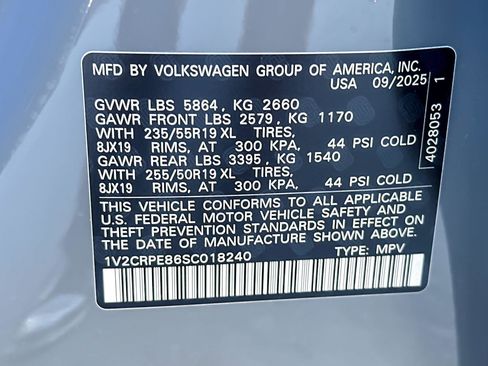 MFD BY VOLKSWAGEN GROUP OF AMERICA, INC.
USA 09/2025
GVWR LBS 5864, KG 2660
GAWR FRONT LBS 2579, KG 1170
WITH 235/55R19 XL TIRES,
8JX19 RIMS, AT 300 KPA, 44 PSI COLD
GAWR REAR LBS 3395, KG 1540
WITH 255/50R19 XL TIRES,
8JX19 RIMS, AT 300 KPA, 44 PSI COLD
THIS VEHICLE CONFORMS TO ALL APPLICABLE
U.S. FEDERAL MOTOR VEHICLE SAFETY AND
THEFT PREVENTION STANDARDS IN EFFECT ON
THE DATE OF MANUFACTURE SHOWN ABOVE.
1V2CRPE86SC018240 TYPE: MPV
4028053 1